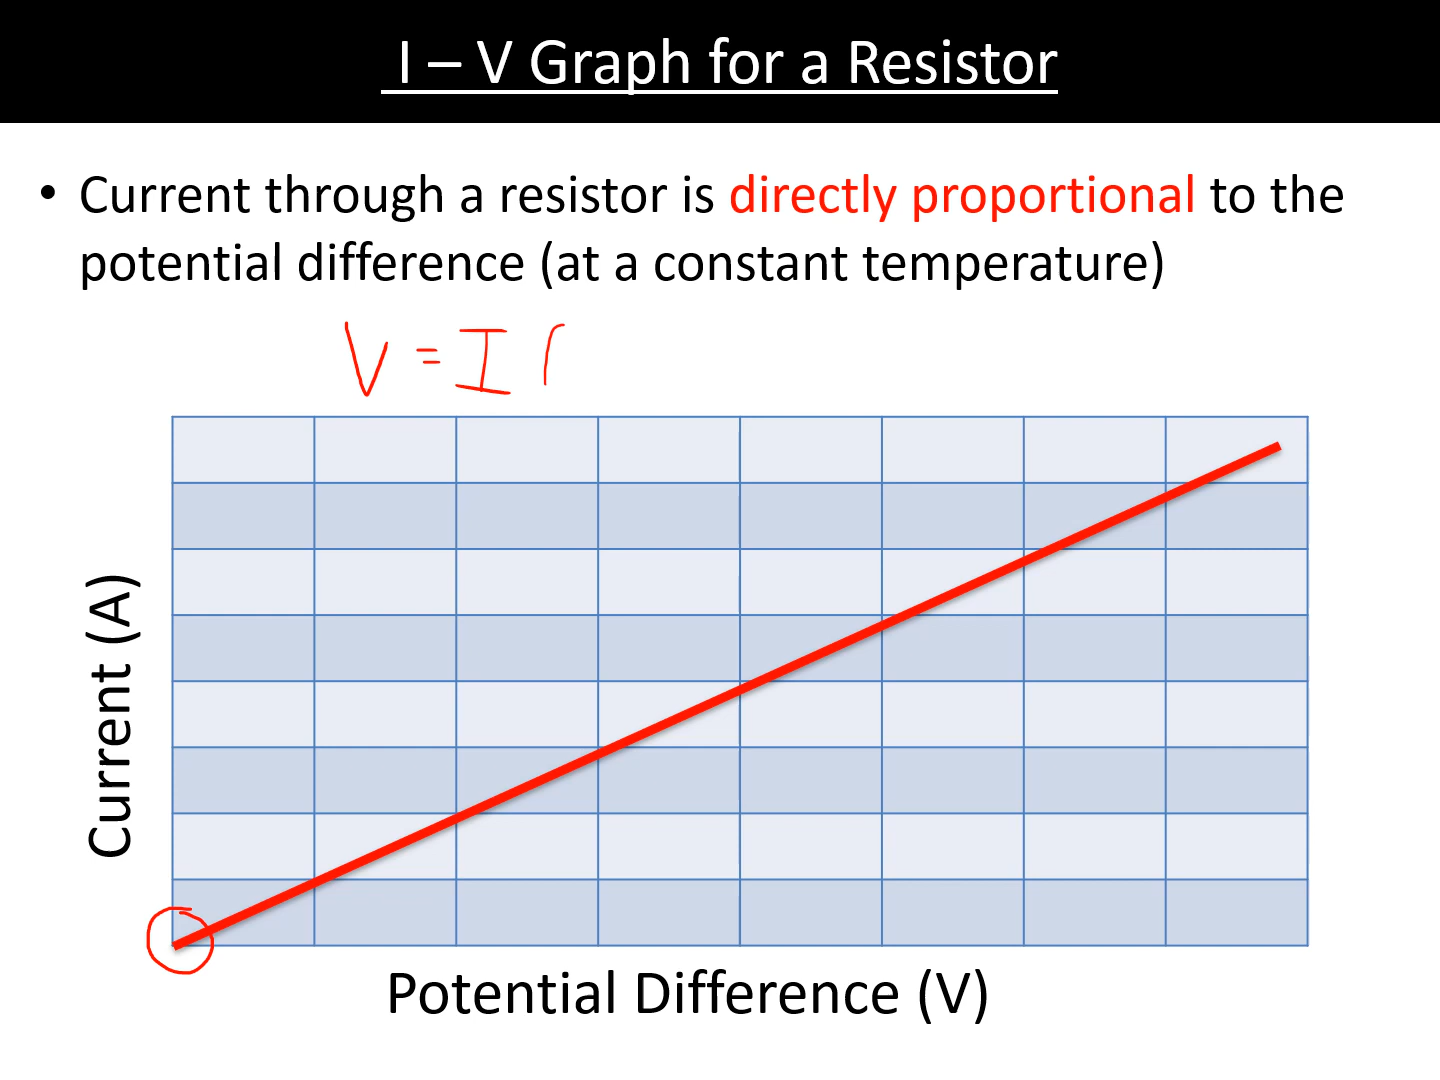 I – V Graph for a Resistor
• Current through a resistor is directly proportional to the
potential difference (at a constant temperature)
V = I
Current (A)
Potential Difference (V)